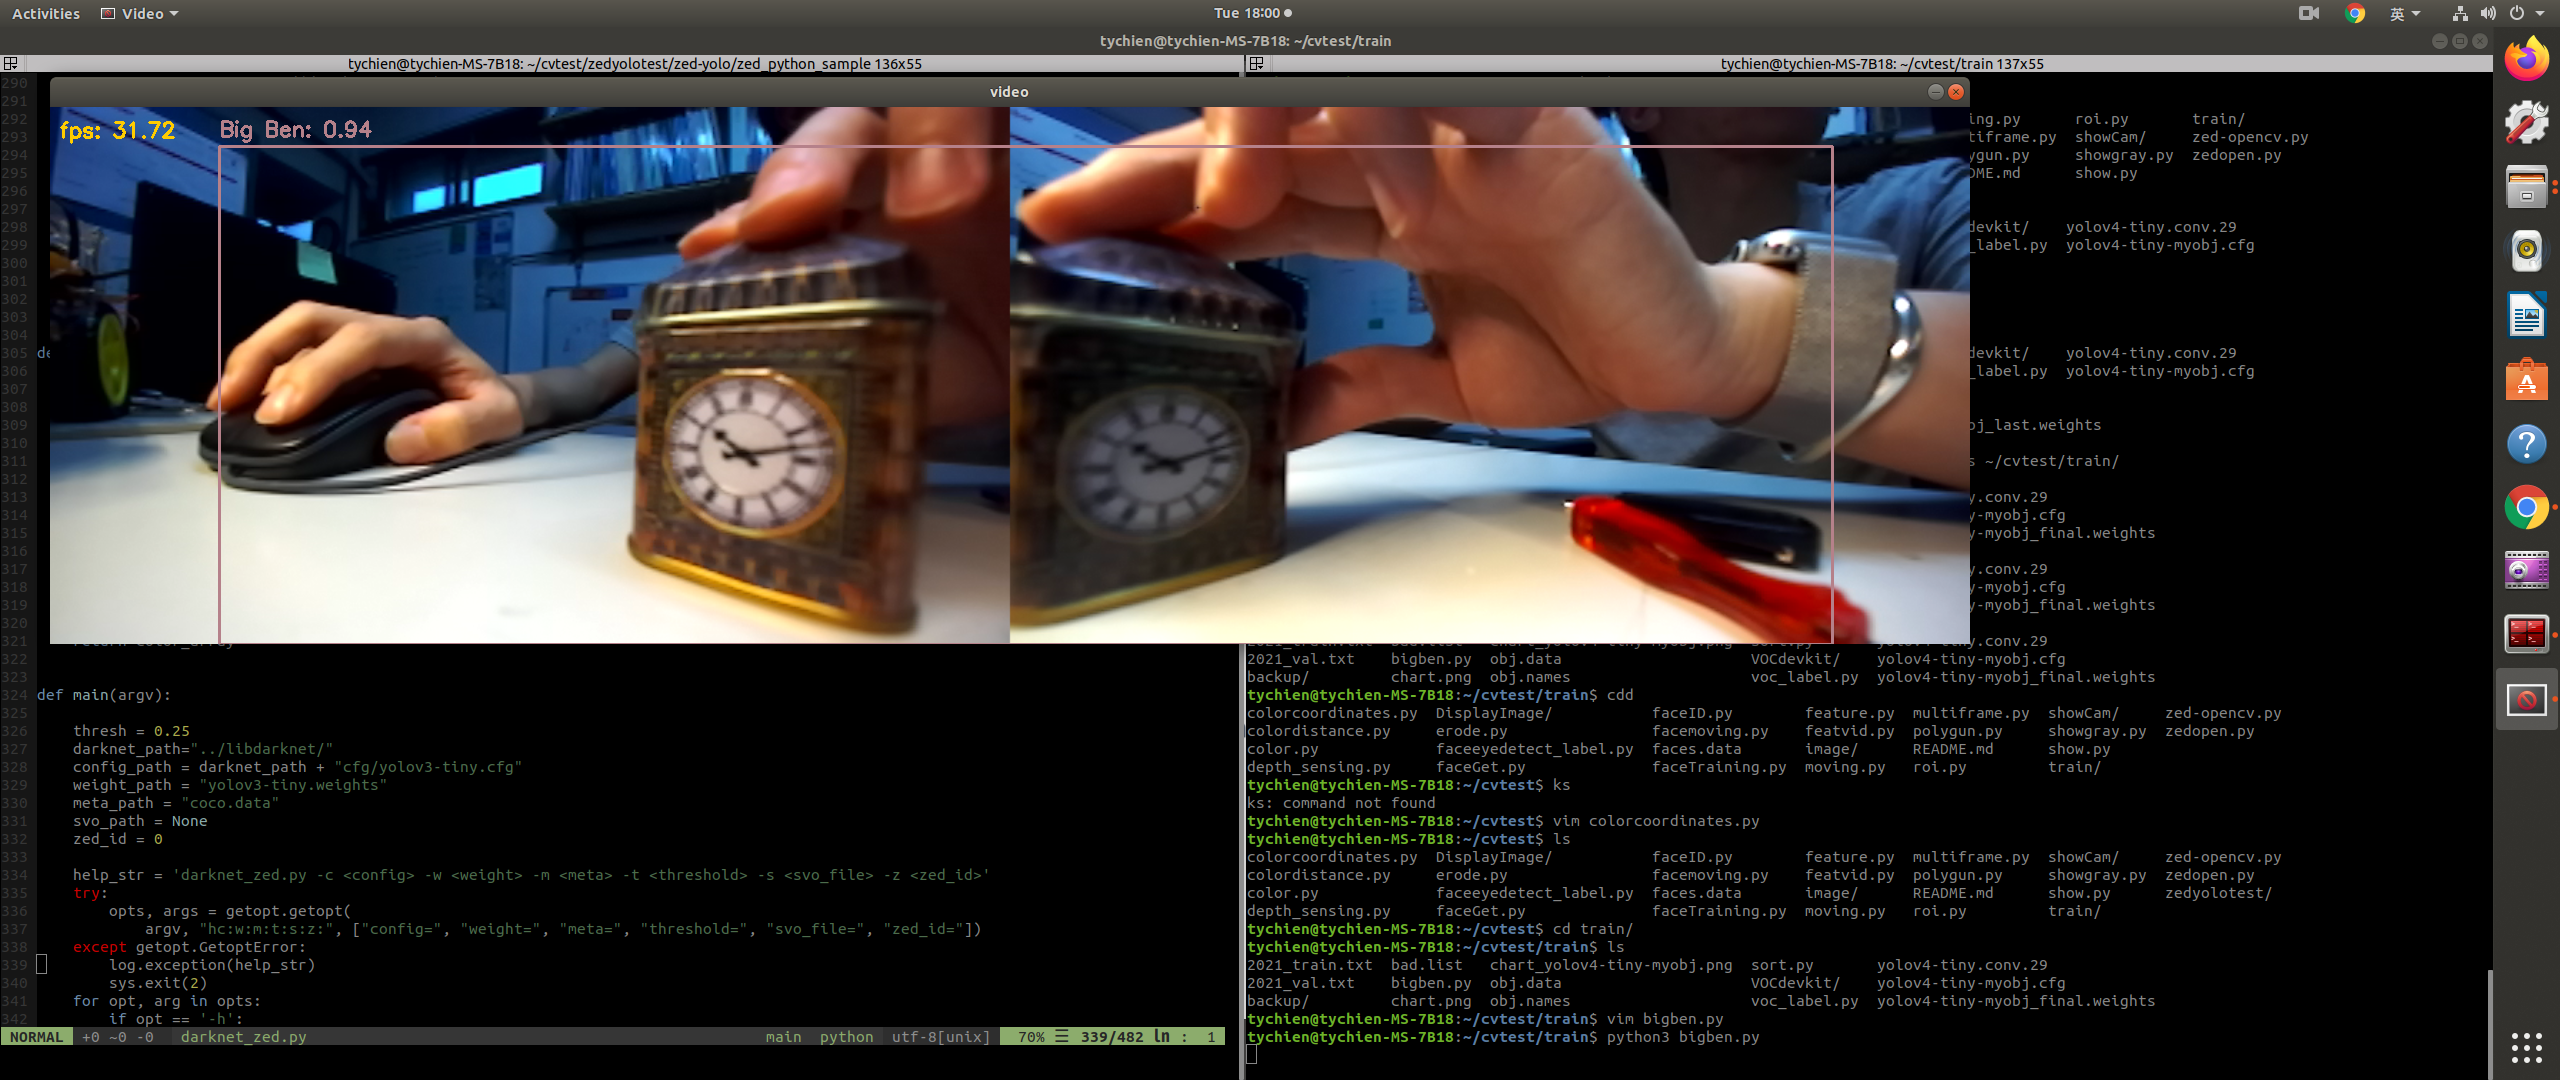 Activities Video Tue 18:00 英
tychien@tychien-MS-7B18: ~/cvtest/train
tychien@tychien-MS-7B18: ~/cvtest/zedyolotest/zed-yolo/zed_python_sample 136x55
tychien@tychien-MS-7B18: ~/cvtest/train 137x55
video
fps: 31.72 Big Ben: 0.94
290
291
292
293
294
295
296
297
298
299
300
301
302
303
304
305 de
306
307
308
309
310
311
312
313
314
315
316
317
318
319
320
321
322
323
324 def main(argv):
325
326 thresh = 0.25
327 darknet_path="../libdarknet/"
328 config_path = darknet_path + "cfg/yolov3-tiny.cfg"
329 weight_path = "yolov3-tiny.weights"
330 meta_path = "coco.data"
331 svo_path = None
332 zed_id = 0
333
334 help_str = 'darknet_zed.py -c <config> -w <weight> -m <meta> -t <threshold> -s <svo_file> -z <zed_id>'
335 try:
336 opts, args = getopt.getopt(
337 argv, "hc:w:m:t:s:z:", ["config=", "weight=", "meta=", "threshold=", "svo_file=", "zed_id="])
338 except getopt.GetoptError:
339 log.exception(help_str)
340 sys.exit(2)
341 for opt, arg in opts:
342 if opt == '-h':
NORMAL +0 ~0 -0 darknet_zed.py main python utf-8[unix] 70% ☰ 339/482 ln : 1
ing.py roi.py train/
tiframe.py showCam/ zed-opencv.py
ygun.py showgray.py zedopen.py
DME.md show.py
devkit/ yolov4-tiny.conv.29
_label.py yolov4-tiny-myobj.cfg
devkit/ yolov4-tiny.conv.29
_label.py yolov4-tiny-myobj.cfg
oj_last.weights
s ~/cvtest/train/
y.conv.29
y-myobj.cfg
y-myobj_final.weights
y.conv.29
y-myobj.cfg
y-myobj_final.weights
y.conv.29
2021_val.txt bigben.py obj.data VOCdevkit/ yolov4-tiny-myobj.cfg
backup/ chart.png obj.names voc_label.py yolov4-tiny-myobj_final.weights
tychien@tychien-MS-7B18:~/cvtest/train$ cdd
colorcoordinates.py DisplayImage/ faceID.py feature.py multiframe.py showCam/ zed-opencv.py
colordistance.py erode.py facemoving.py featvid.py polygun.py showgray.py zedopen.py
color.py faceeyedetect_label.py faces.data image/ README.md show.py
depth_sensing.py faceGet.py faceTraining.py moving.py roi.py train/
tychien@tychien-MS-7B18:~/cvtest$ ks
ks: command not found
tychien@tychien-MS-7B18:~/cvtest$ vim colorcoordinates.py
tychien@tychien-MS-7B18:~/cvtest$ ls
colorcoordinates.py DisplayImage/ faceID.py feature.py multiframe.py showCam/ zed-opencv.py
colordistance.py erode.py facemoving.py featvid.py polygun.py showgray.py zedopen.py
color.py faceeyedetect_label.py faces.data image/ README.md show.py zedyolotest/
depth_sensing.py faceGet.py faceTraining.py moving.py roi.py train/
tychien@tychien-MS-7B18:~/cvtest$ cd train/
tychien@tychien-MS-7B18:~/cvtest/train$ ls
2021_train.txt bad.list chart_yolov4-tiny-myobj.png sort.py yolov4-tiny.conv.29
2021_val.txt bigben.py obj.data VOCdevkit/ yolov4-tiny-myobj.cfg
backup/ chart.png obj.names voc_label.py yolov4-tiny-myobj_final.weights
tychien@tychien-MS-7B18:~/cvtest/train$ vim bigben.py
tychien@tychien-MS-7B18:~/cvtest/train$ python3 bigben.py